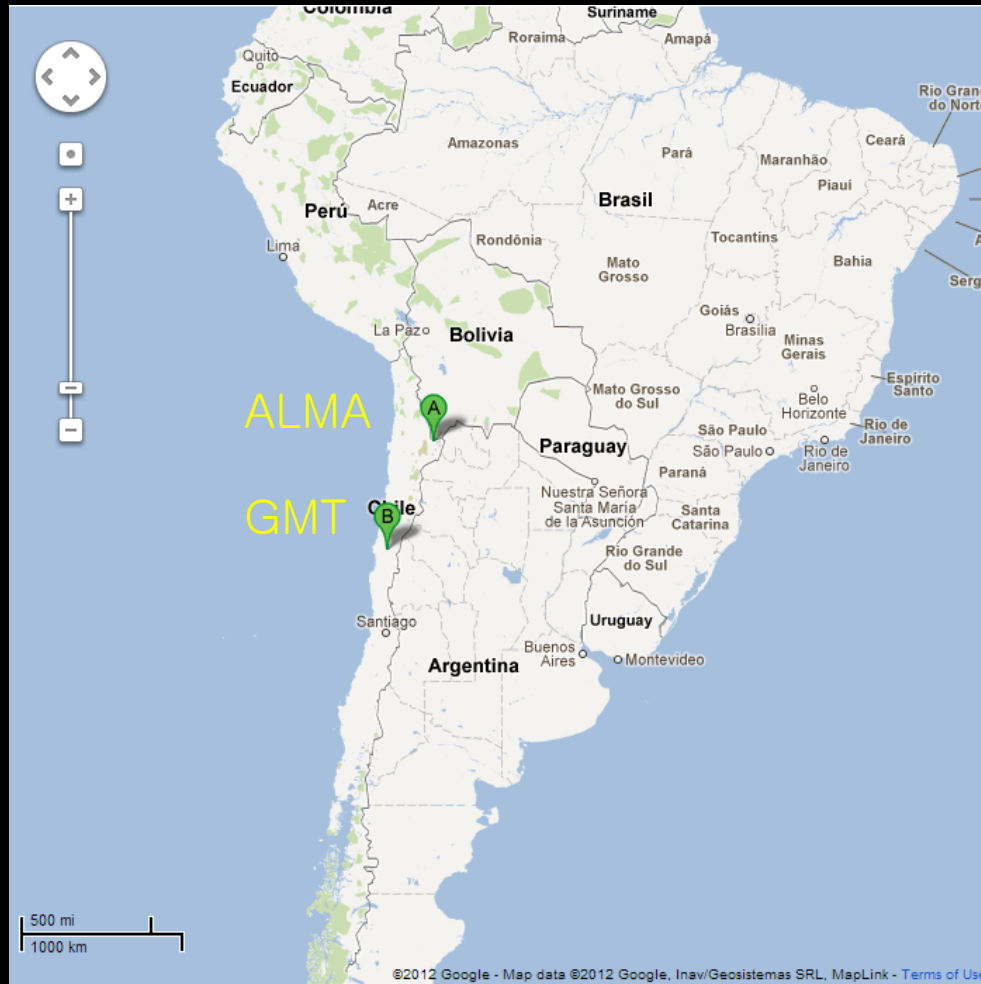 Colombia
Suriname
Roraima
Amapá
Quito
Ecuador
Rio Grand
do Norte
Ceará
Amazonas
Pará
Maranhão
Piauí
Brasil
Perú
Acre
Tocantins
Lima
Rondônia
Bahia
Mato
Grosso
Serg
Goiás
Brasília
La Paz
Bolivia
Minas
Gerais
Espírito
Santo
Mato Grosso
do Sul
Belo
Horizonte
ALMA
A
São Paulo
Rio de
Janeiro
Paraguay
São Paulo
Rio de
Janeiro
Paraná
Nuestra Señora
Santa María
de la Asunción
Chile
GMT
B
Santa
Catarina
Rio Grande
do Sul
Santiago
Uruguay
Buenos
Aires
Montevideo
Argentina
500 mi
1000 km
©2012 Google - Map data ©2012 Google, Inav/Geosistemas SRL, MapLink - Terms of Use